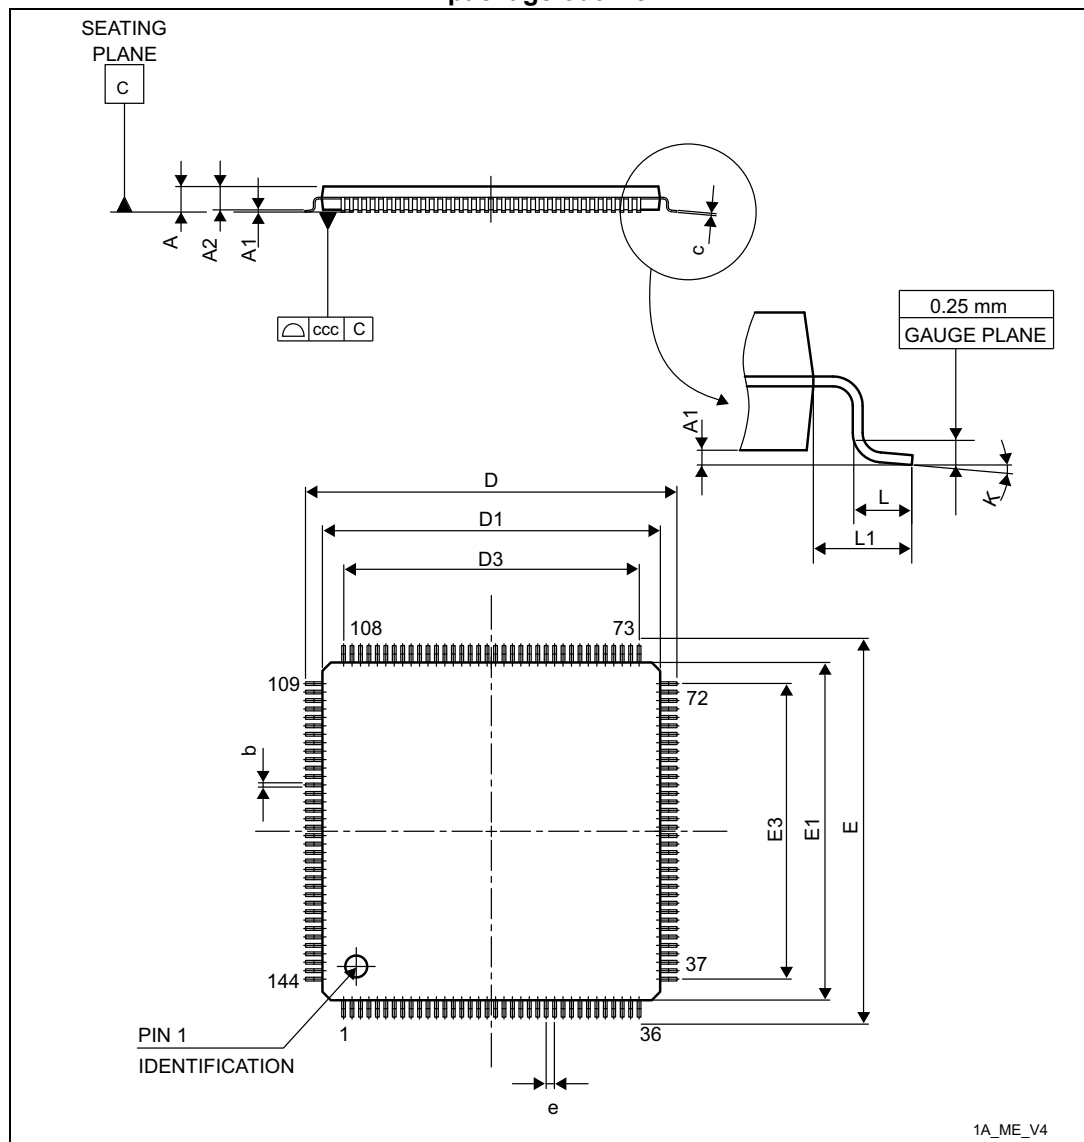 SEATING
PLANE
C
A
A2
A1
c
ccc C
0.25 mm
GAUGE PLANE
A1
K
L
L1
D
D1
D3
108
73
109
72
b
E3
E1
E
144
37
PIN 1
IDENTIFICATION
1
36
e
1A_ME_V4